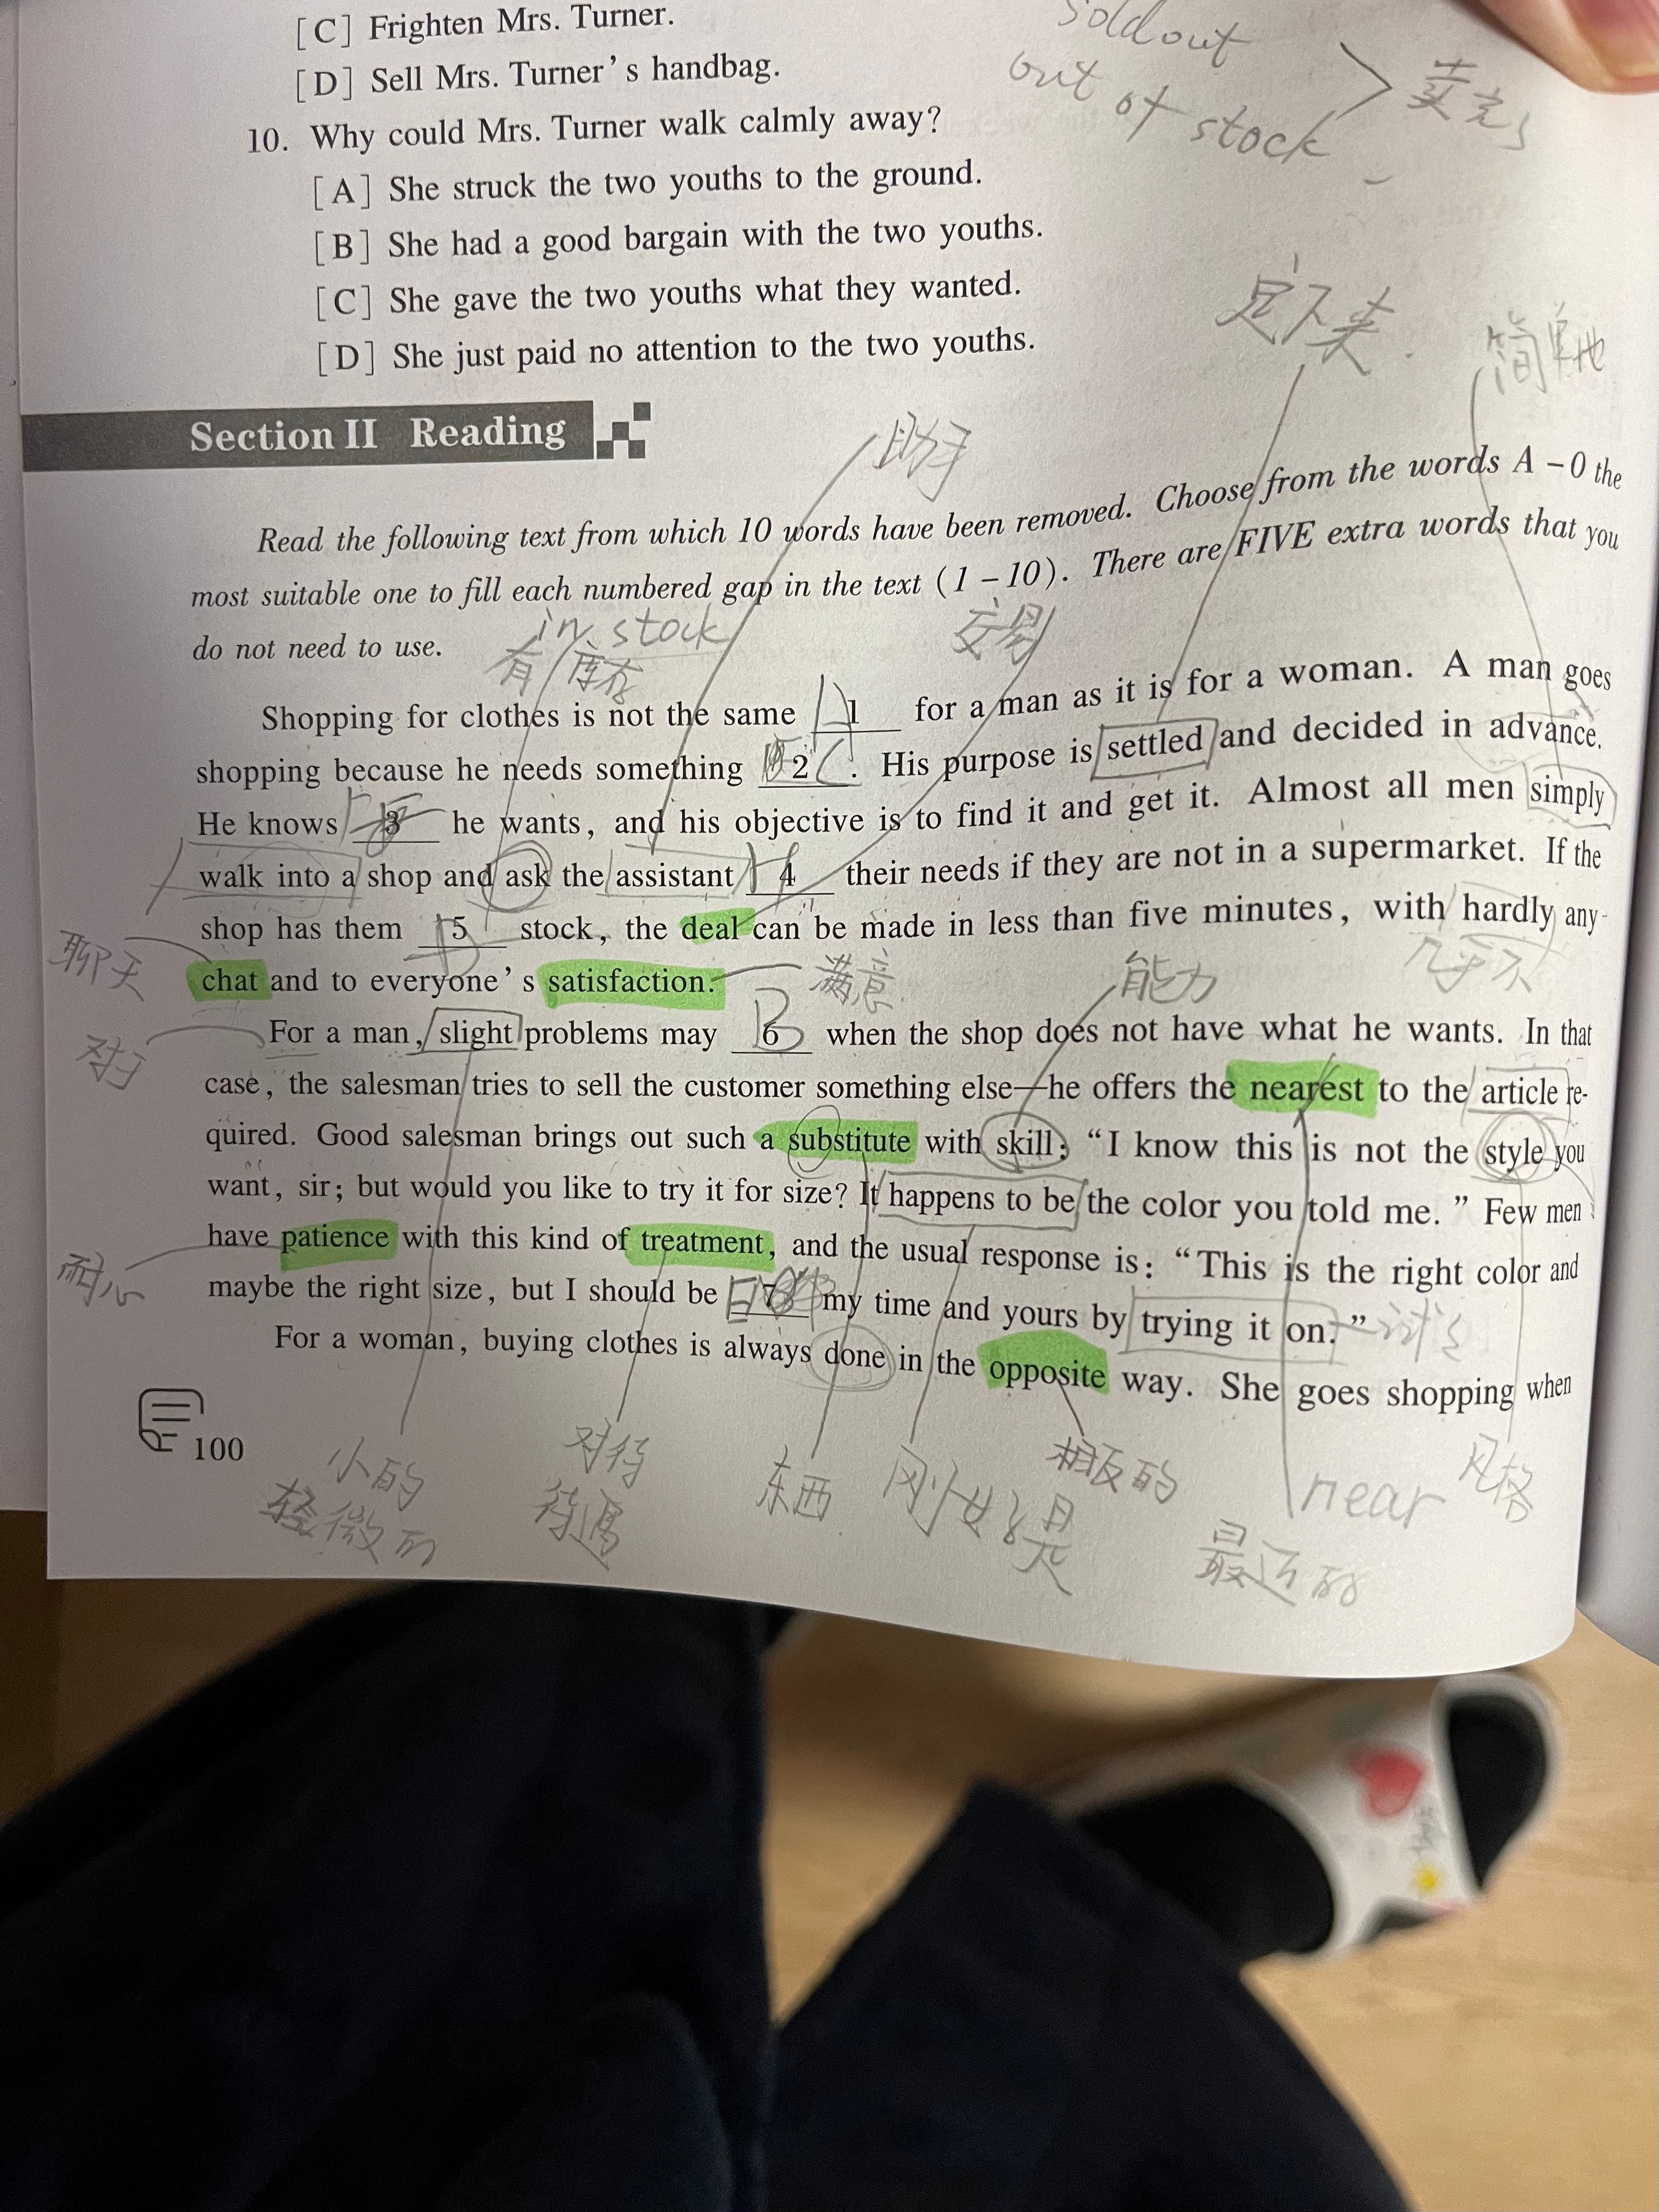 [C] Frighten Mrs. Turner.
sold out
[D] Sell Mrs. Turner's handbag.
out of stock
卖完了
10. Why could Mrs. Turner walk calmly away?
[A] She struck the two youths to the ground.
[B] She had a good bargain with the two youths.
[C] She gave the two youths what they wanted.
定下来
[D] She just paid no attention to the two youths.
简单地
Section II Reading
助手
Read the following text from which 10 words have been removed. Choose from the words A-O the
most suitable one to fill each numbered gap in the text (1-10). There are FIVE extra words that you
do not need to use.
in stock
有库存
交易
Shopping for clothes is not the same 1 for a man as it is for a woman. A man goes
shopping because he needs something 2 C. His purpose is settled and decided in advance.
He knows 3 he wants, and his objective is to find it and get it. Almost all men simply
walk into a shop and ask the assistant 4 their needs if they are not in a supermarket. If the
shop has them 5 stock, the deal can be made in less than five minutes, with hardly any
聊天
chat and to everyone's satisfaction.
满意
能力
几乎不
对于
For a man, slight problems may 6 B when the shop does not have what he wants. In that
case, the salesman tries to sell the customer something else—he offers the nearest to the article re-
quired. Good salesman brings out such a substitute with skill: "I know this is not the style you
want, sir; but would you like to try it for size? It happens to be the color you told me." Few men
耐心
have patience with this kind of treatment, and the usual response is: "This is the right color and
maybe the right size, but I should be 7 my time and yours by trying it on."
For a woman, buying clothes is always done in the opposite way. She goes shopping when
100
小的
轻微的
对待
待遇
东西
刚好是
相反的
near
最近的
风格